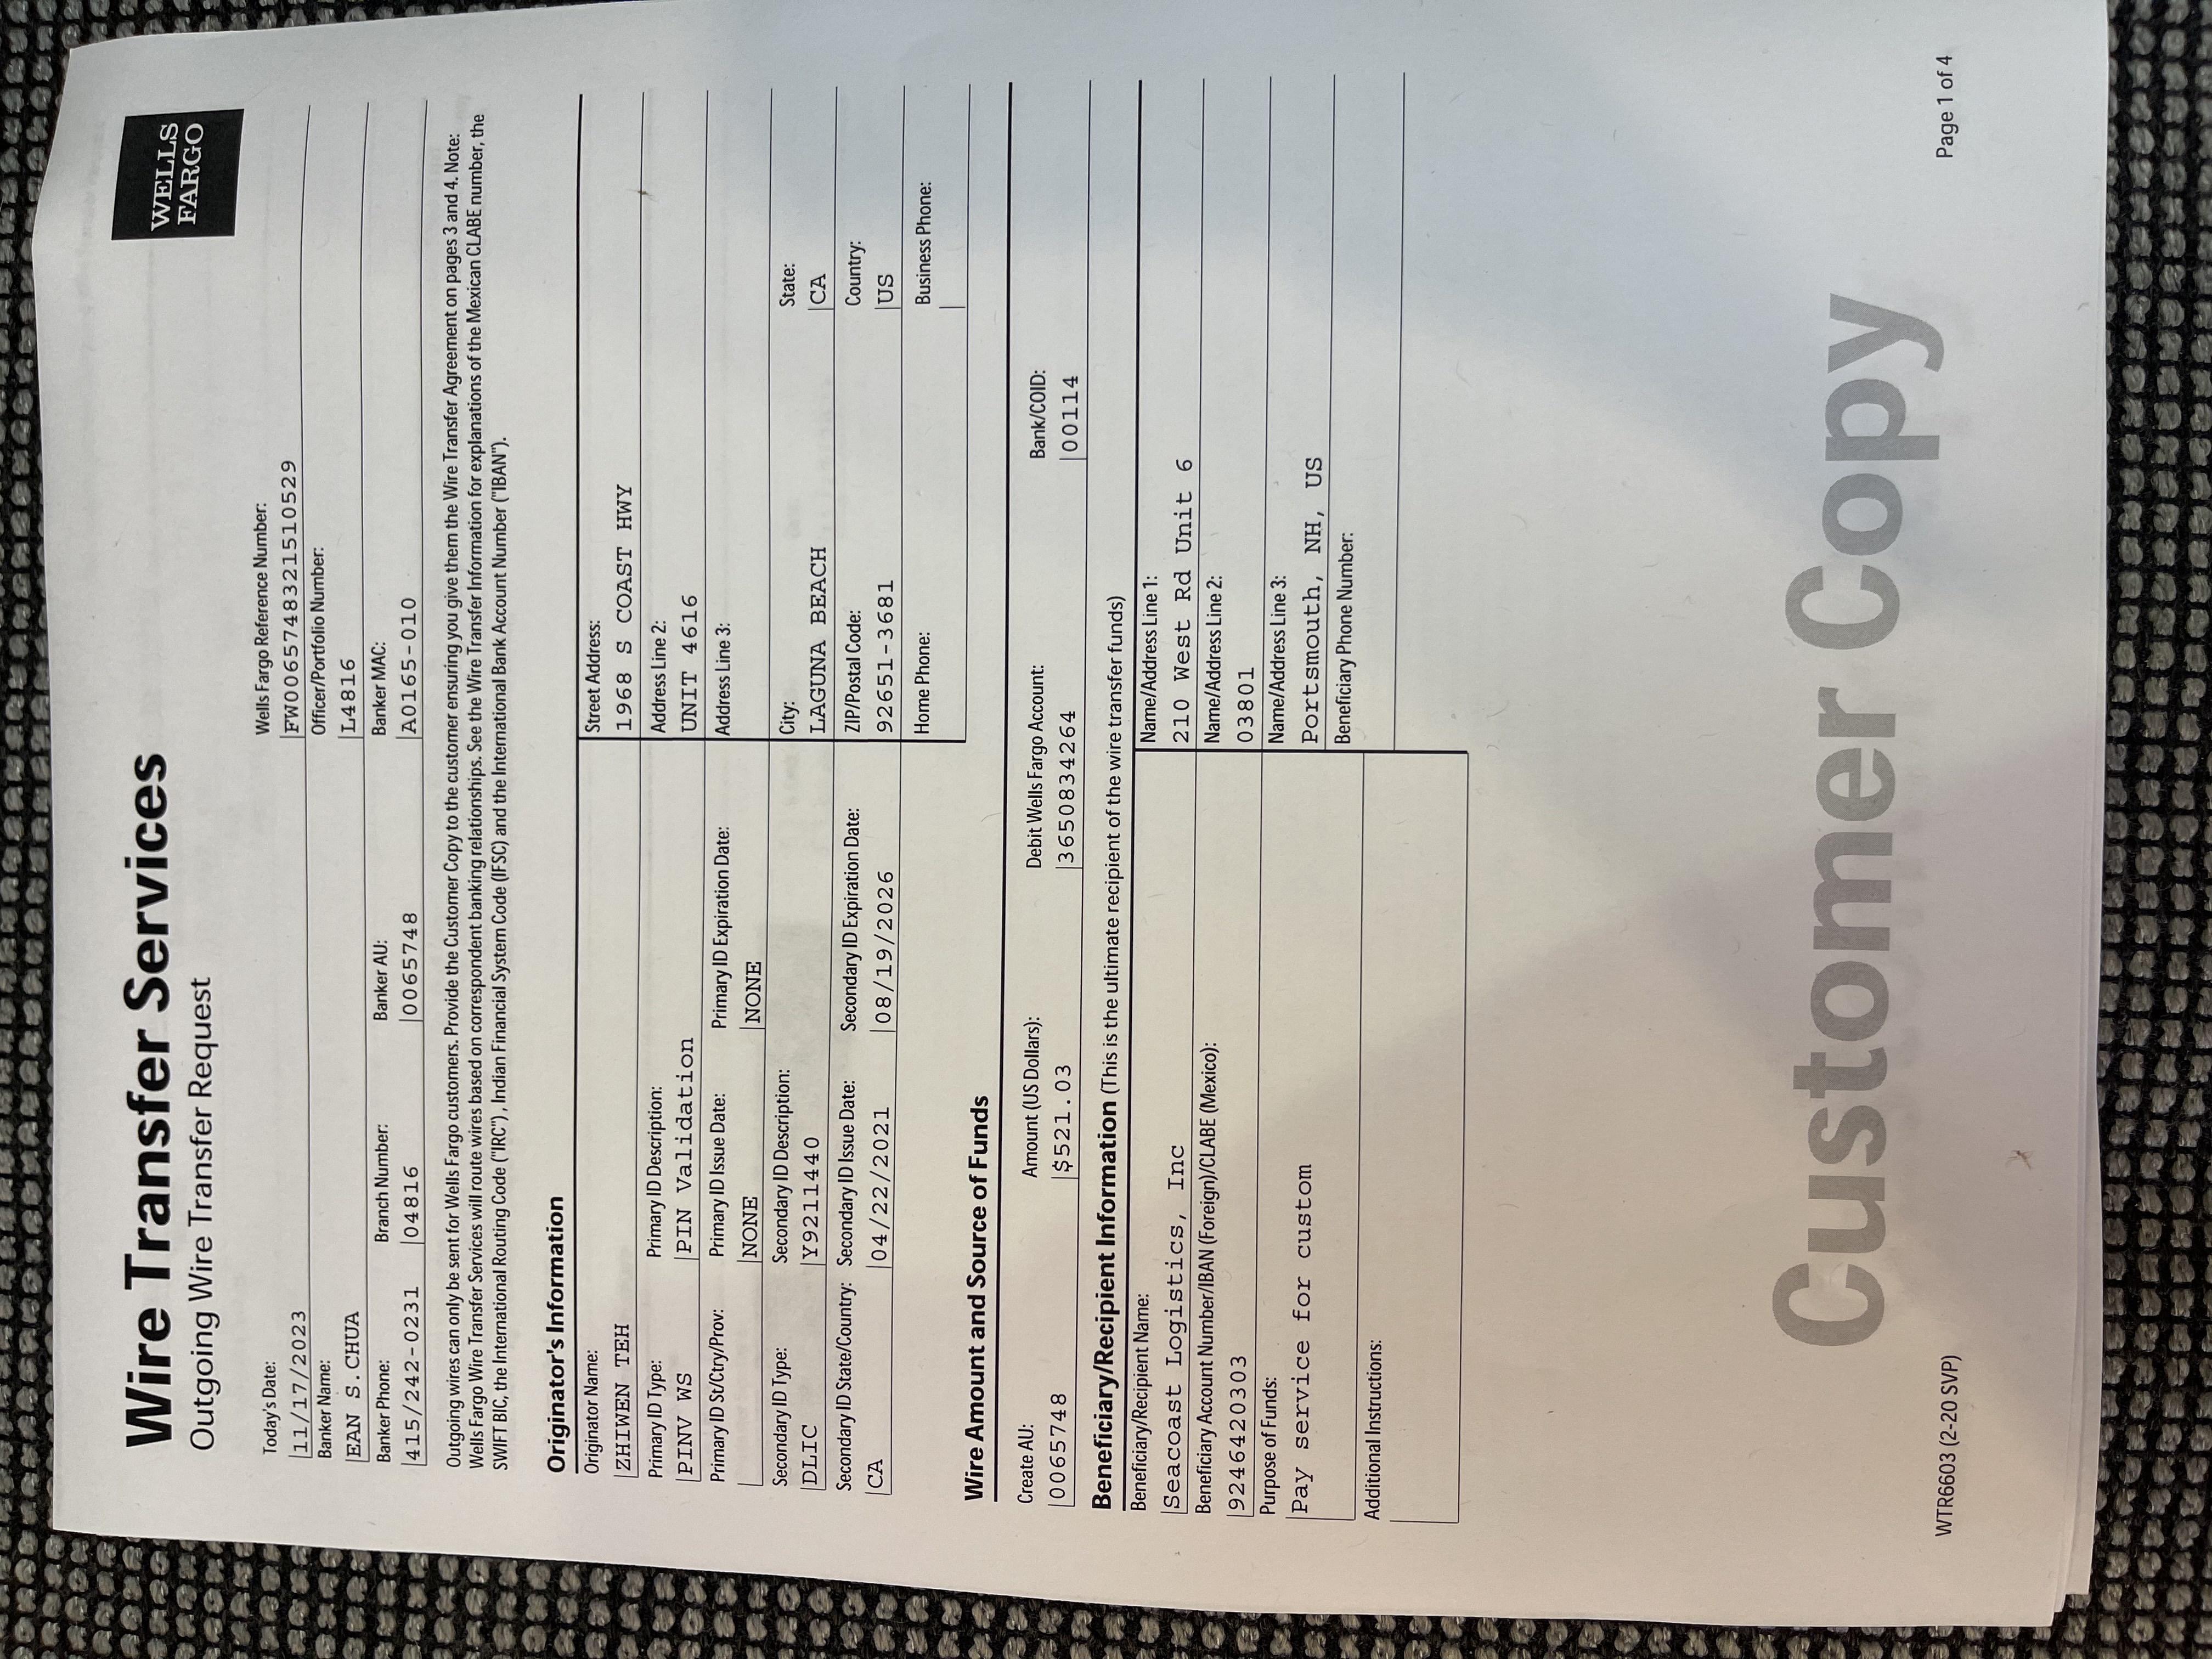 Wire Transfer Services
Outgoing Wire Transfer Request
WELLS
FARGO
Today's Date:
11/17/2023
Wells Fargo Reference Number:
FW0065748321510529
Banker Name:
EAN S.CHUA
Officer/Portfolio Number:
L4816
Banker Phone:
415/242-0231
Branch Number:
04816
Banker AU:
0065748
Banker MAC:
A0165-010
Outgoing wires can only be sent for Wells Fargo customers. Provide the Customer Copy to the customer ensuring you give them the Wire Transfer Agreement on pages 3 and 4. Note:
Wells Fargo Wire Transfer Services will route wires based on correspondent banking relationships. See the Wire Transfer Information for explanations of the Mexican CLABE number, the
SWIFT BIC, the International Routing Code ("IRC") , Indian Financial System Code (IFSC) and the International Bank Account Number ("IBAN").
Originator's Information
Originator Name:
ZHIWEN TEH
Street Address:
1968 S COAST HWY
Primary ID Type:
PINV WS
Primary ID Description:
PIN Validation
Address Line 2:
UNIT 4616
Primary ID St/Ctry/Prov:
Primary ID Issue Date:
NONE
Primary ID Expiration Date:
NONE
Address Line 3:
Secondary ID Type:
DLIC
Secondary ID Description:
Y9211440
City:
LAGUNA BEACH
State:
CA
Secondary ID State/Country:
CA
Secondary ID Issue Date:
04/22/2021
Secondary ID Expiration Date:
08/19/2026
ZIP/Postal Code:
92651-3681
Country:
US
Home Phone:
Business Phone:
Wire Amount and Source of Funds
Create AU:
0065748
Amount (US Dollars):
$521.03
Debit Wells Fargo Account:
3650834264
Bank/COID:
00114
Beneficiary/Recipient Information (This is the ultimate recipient of the wire transfer funds)
Beneficiary/Recipient Name:
Seacoast Logistics, Inc
Name/Address Line 1:
210 West Rd Unit 6
Beneficiary Account Number/IBAN (Foreign)/CLABE (Mexico):
9246420303
Name/Address Line 2:
03801
Purpose of Funds:
Pay service for custom
Name/Address Line 3:
Portsmouth, NH, US
Beneficiary Phone Number:
Additional Instructions:
Customer Copy
WTR6603 (2-20 SVP)
Page 1 of 4